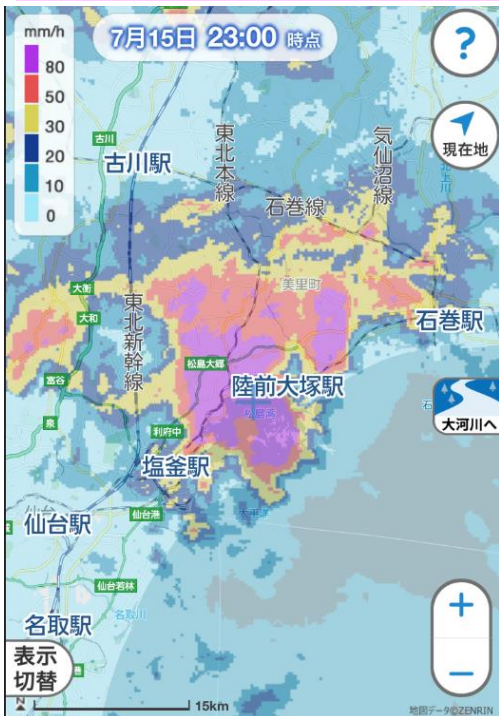 mm/h
80
50
30
20
10
0
7月15日 23:00 時点
?
現在地
古川
古川駅
東北本線
気仙沼線
石巻線
大衡
大和
東北新幹線
美里町
石巻駅
松島大郷
陸前大塚駅
富谷
泉
利府中
塩釜駅
大河川へ
仙台駅
仙台港
仙台若林
名取川
名取駅
表示
切替
15km
+
−
地図データ©ZENRIN